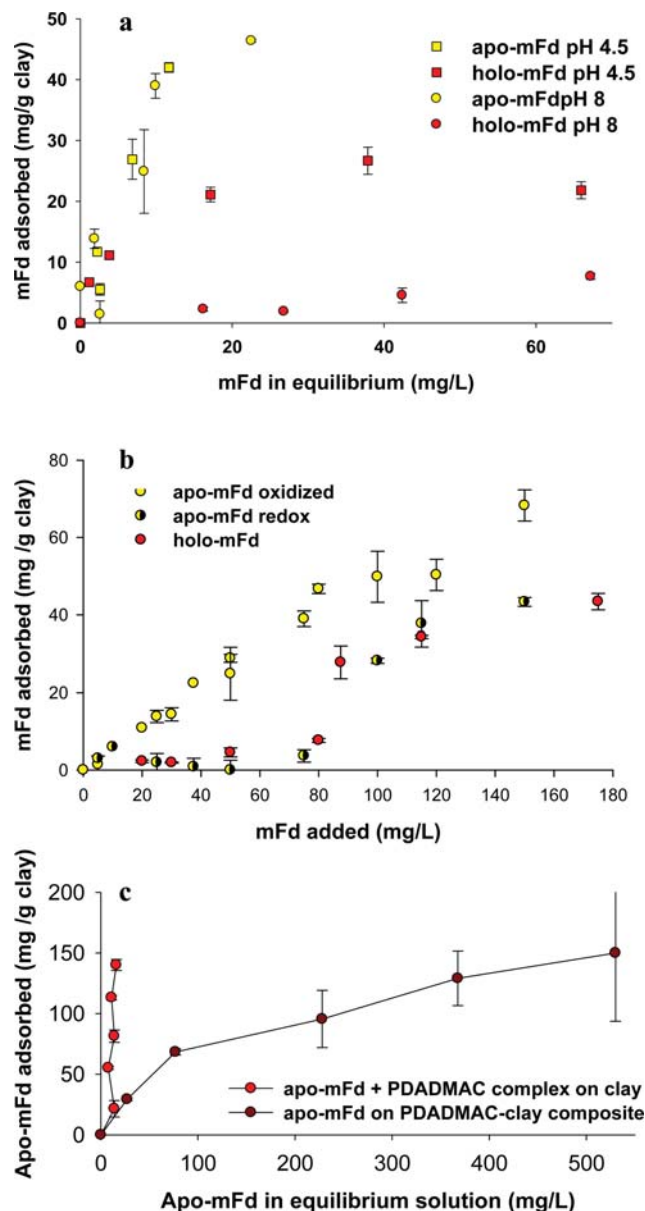 a
mFd adsorbed (mg/g clay)
50
40
30
20
10
0
apo-mFd pH 4.5
holo-mFd pH 4.5
apo-mFdpH 8
holo-mFd pH 8
0 20 40 60
mFd in equilibrium (mg/L)
b
mFd adsorbed (mg /g clay)
80
60
40
20
0
apo-mFd oxidized
apo-mFd redox
holo-mFd
0 20 40 60 80 100 120 140 160 180
mFd added (mg/L)
c
Apo-mFd adsorbed (mg /g clay)
200
150
100
50
0
apo-mFd + PDADMAC complex on clay
apo-mFd on PDADMAC-clay composite
0 100 200 300 400 500
Apo-mFd in equilibrium solution (mg/L)